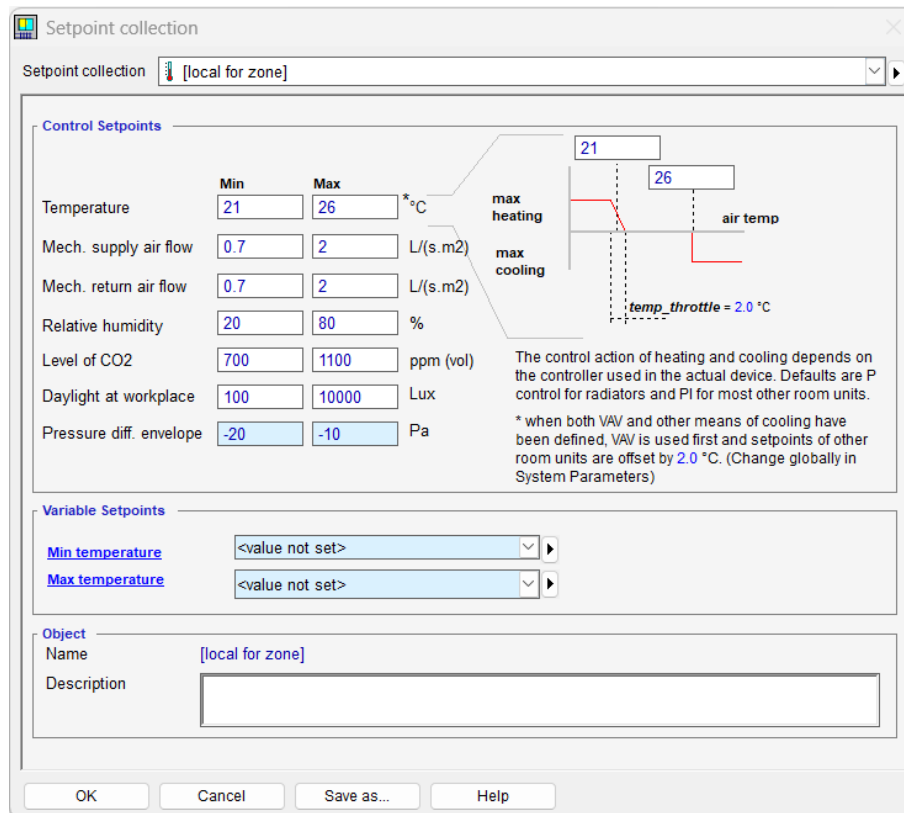 Setpoint collection
Setpoint collection [local for zone]
Control Setpoints
Min Max
Temperature 21 26 *°C
Mech. supply air flow 0.7 2 L/(s.m2)
Mech. return air flow 0.7 2 L/(s.m2)
Relative humidity 20 80 %
Level of CO2 700 1100 ppm (vol)
Daylight at workplace 100 10000 Lux
Pressure diff. envelope -20 -10 Pa
21
26
max
heating
air temp
max
cooling
temp_throttle = 2.0 °C
The control action of heating and cooling depends on
the controller used in the actual device. Defaults are P
control for radiators and PI for most other room units.
* when both VAV and other means of cooling have
been defined, VAV is used first and setpoints of other
room units are offset by 2.0 °C. (Change globally in
System Parameters)
Variable Setpoints
Min temperature <value not set>
Max temperature <value not set>
Object
Name [local for zone]
Description
OK Cancel Save as... Help